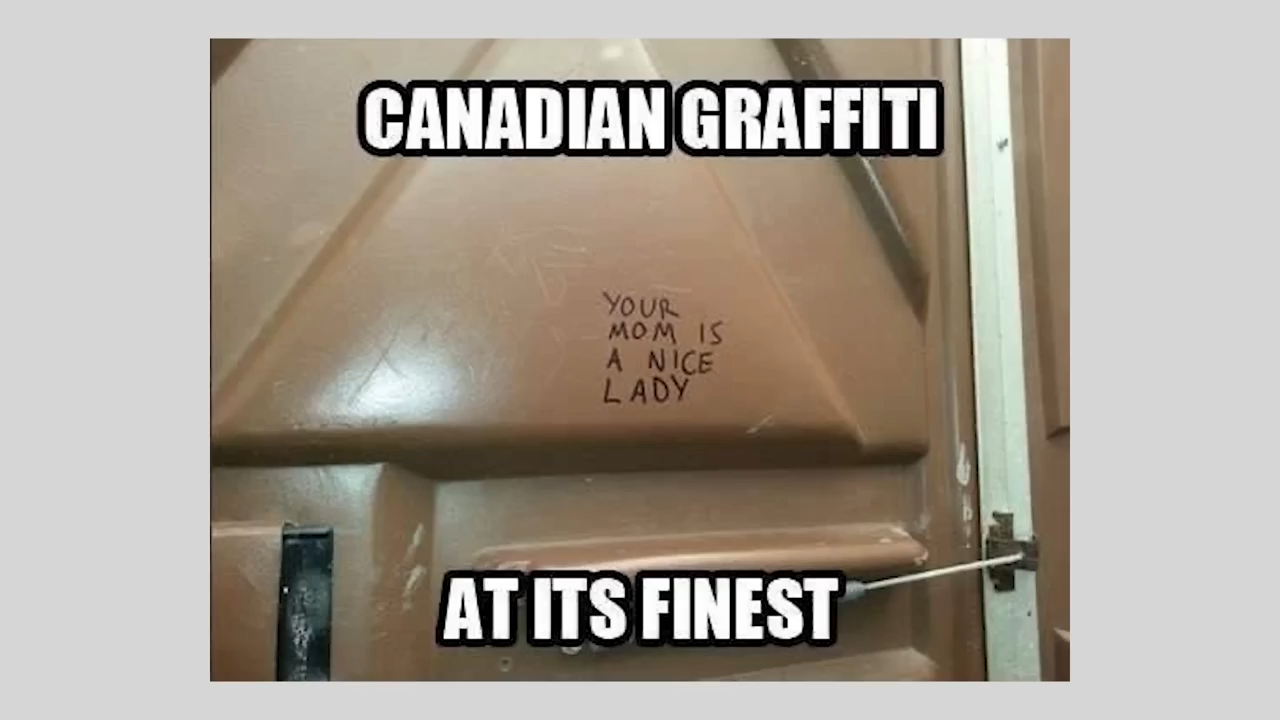 CANADIAN GRAFFITI
YOUR
MOM IS
A NICE
LADY
AT ITS FINEST